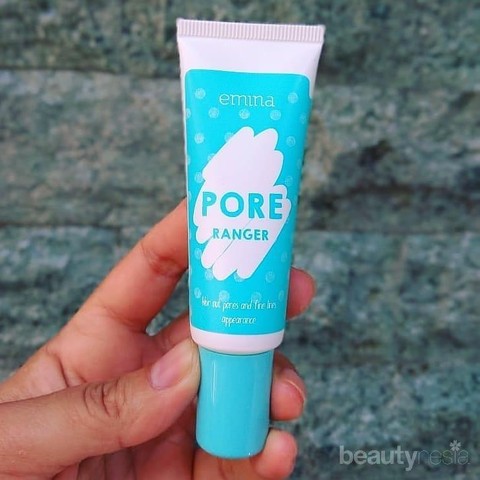 emina
PORE
RANGER
blur out pores and fine lines
appearance
beautynesia